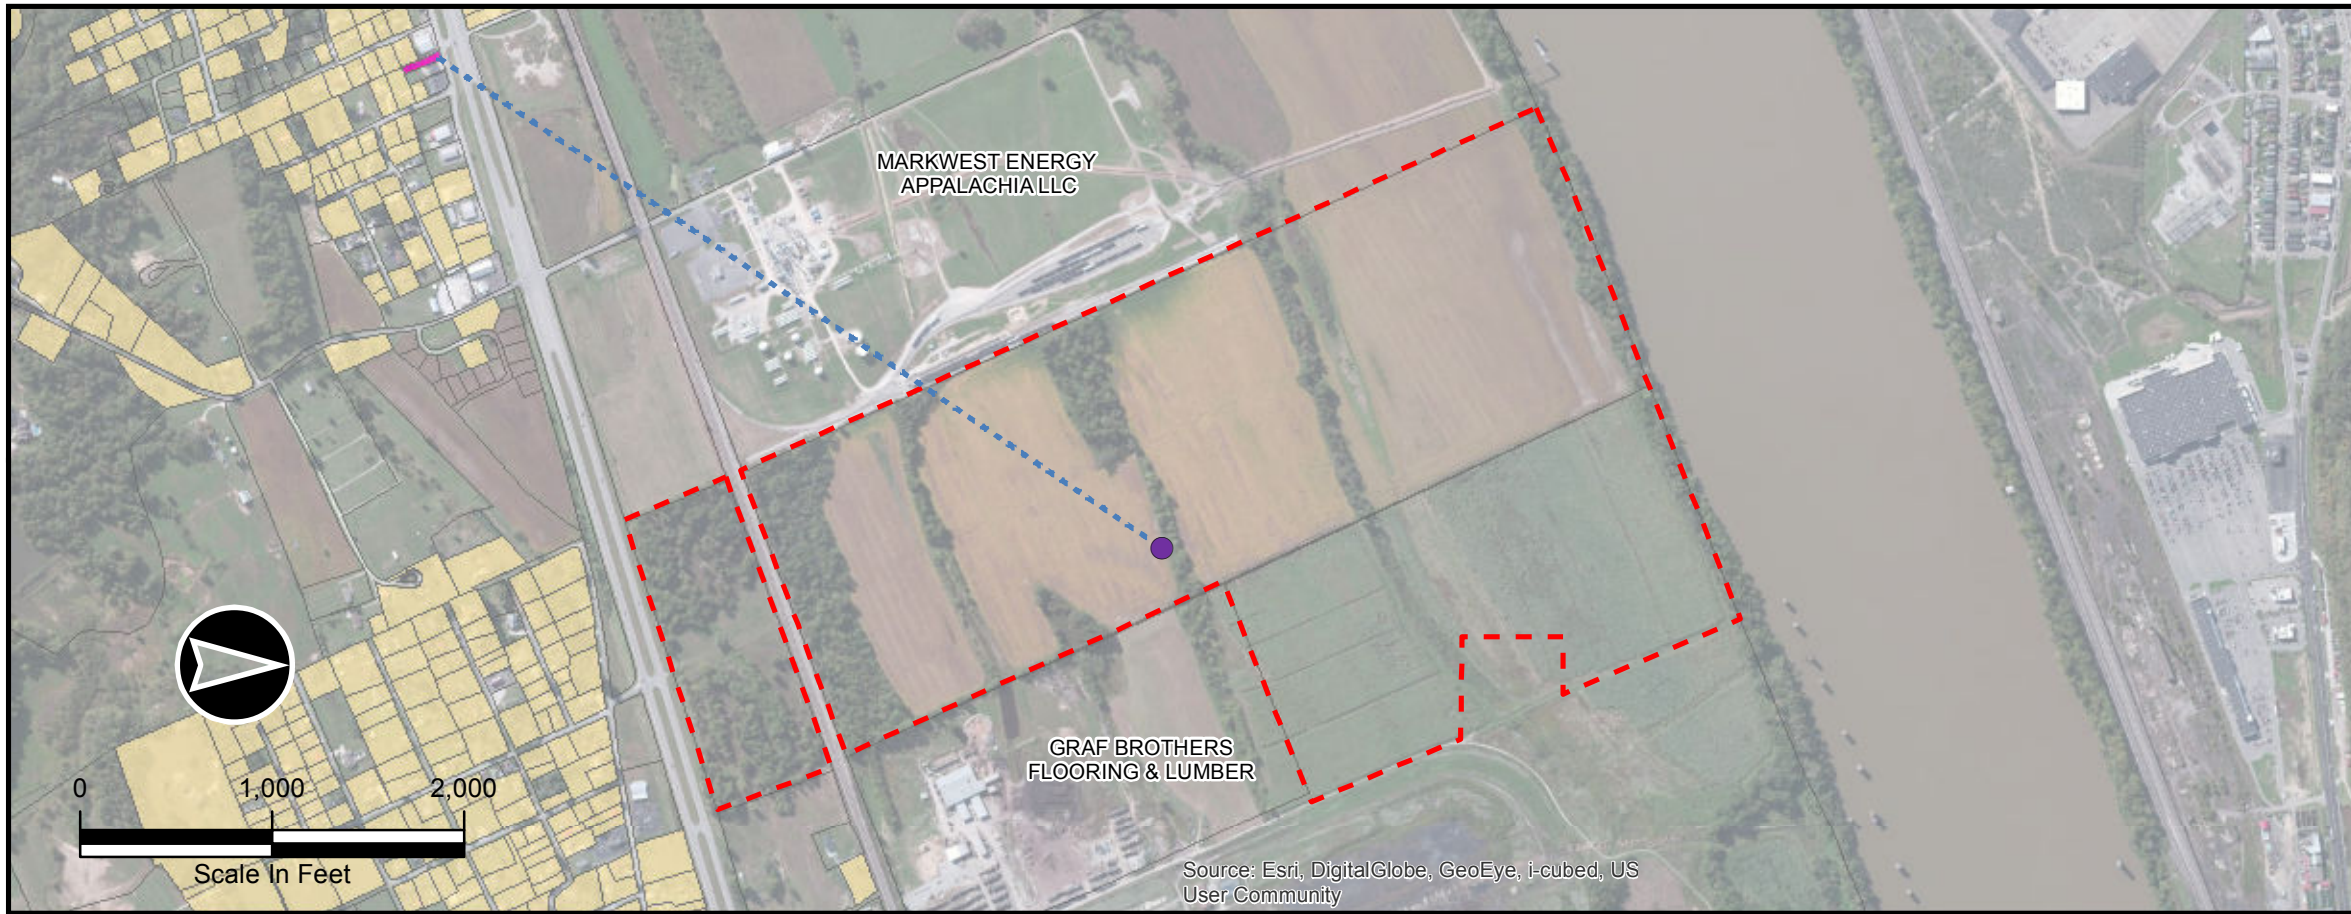 MARKWEST ENERGY
APPALACHIA LLC
GRAF BROTHERS
FLOORING & LUMBER
0 1,000 2,000
Scale In Feet
Source: Esri, DigitalGlobe, GeoEye, i-cubed, US
User Community